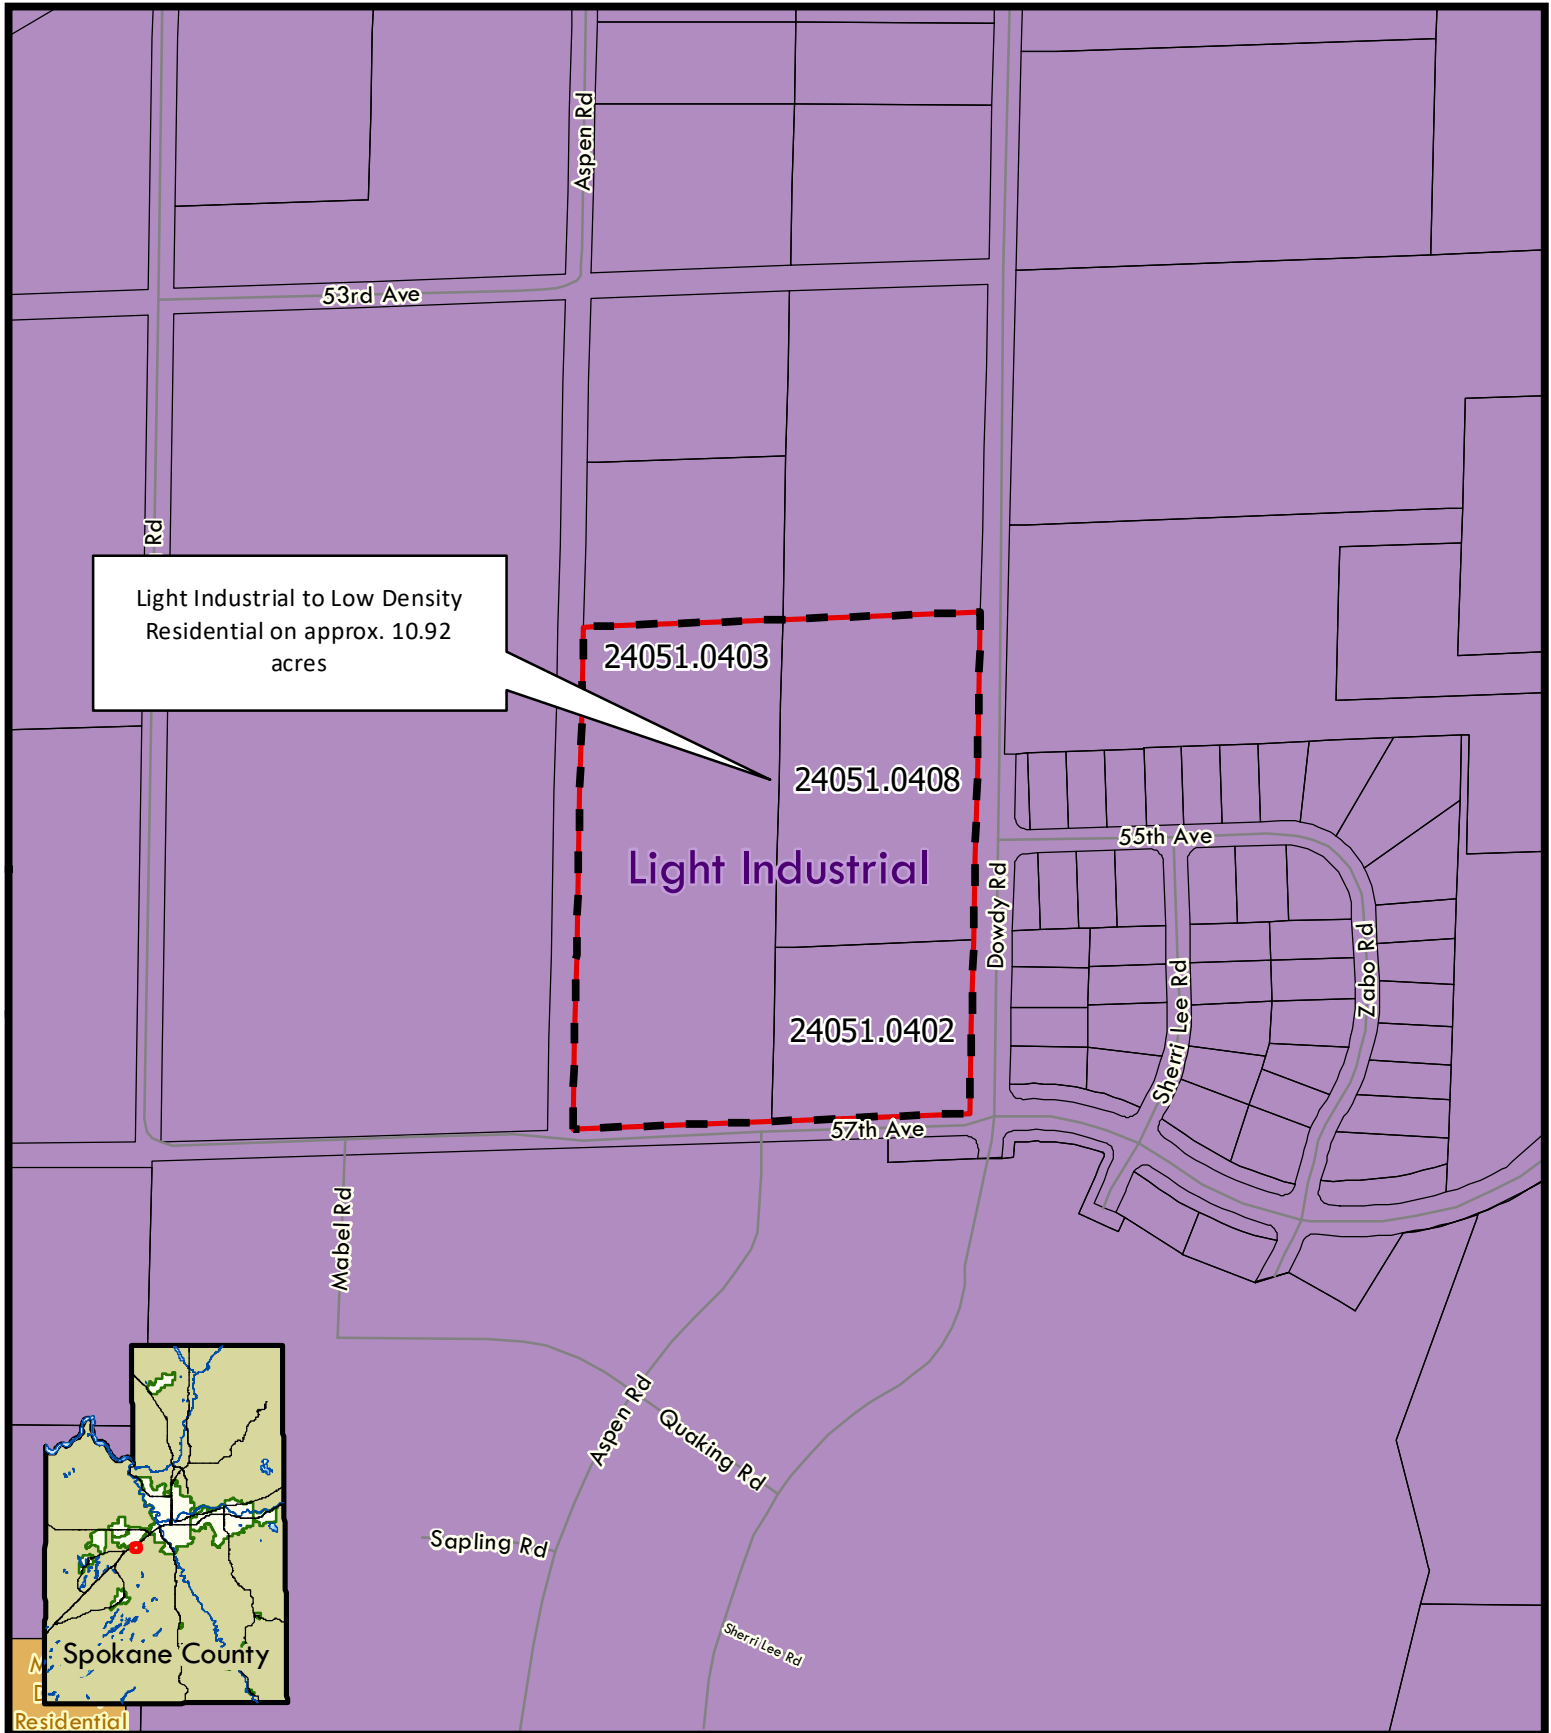 Aspen Rd
53rd Ave
Rd
Light Industrial to Low Density
Residential on approx. 10.92
acres
24051.0403
24051.0408
55th Ave
Light Industrial
Dowdy Rd
Zabo Rd
Sherri Lee Rd
24051.0402
57th Ave
Mabel Rd
Aspen Rd
Quaking Rd
Sapling Rd
Sherri Lee Rd
Spokane County
Residential